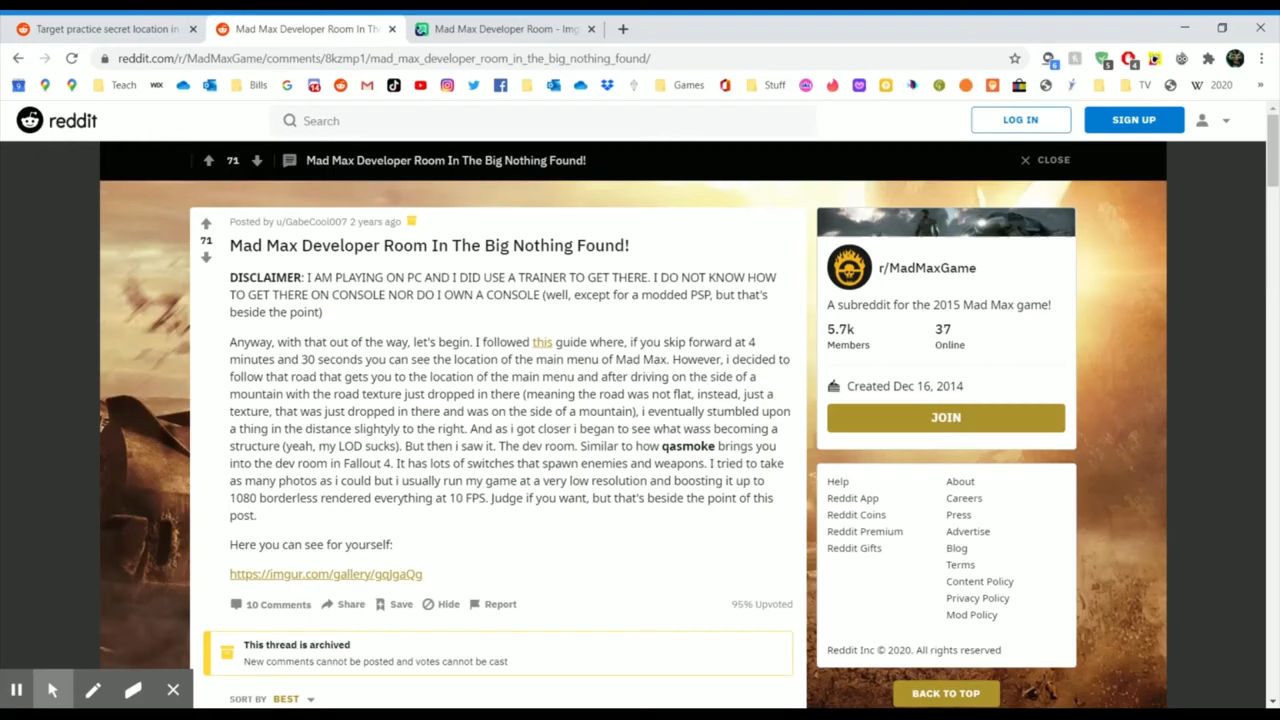 Target practice secret location in
Mad Max Developer Room In Th
Mad Max Developer Room - Img
reddit.com/r/MadMaxGame/comments/8kzmp1/mad_max_developer_room_in_the_big_nothing_found/
Teach
WIX
Bills
Games
Stuff
TV
W 2020
reddit
Search
LOG IN
SIGN UP
71
Mad Max Developer Room In The Big Nothing Found!
CLOSE
Posted by u/GabeCool007 2 years ago
71
Mad Max Developer Room In The Big Nothing Found!
DISCLAIMER: I AM PLAYING ON PC AND I DID USE A TRAINER TO GET THERE. I DO NOT KNOW HOW
TO GET THERE ON CONSOLE NOR DO I OWN A CONSOLE (well, except for a modded PSP, but that's
beside the point)
Anyway, with that out of the way, let's begin. I followed this guide where, if you skip forward at 4
minutes and 30 seconds you can see the location of the main menu of Mad Max. However, i decided to
follow that road that gets you to the location of the main menu and after driving on the side of a
mountain with the road texture just dropped in there (meaning the road was not flat, instead, just a
texture, that was just dropped in there and was on the side of a mountain), i eventually stumbled upon
a thing in the distance slightyly to the right. And as i got closer i began to see what wass becoming a
structure (yeah, my LOD sucks). But then i saw it. The dev room. Similar to how qasmoke brings you
into the dev room in Fallout 4. It has lots of switches that spawn enemies and weapons. I tried to take
as many photos as i could but i usually run my game at a very low resolution and boosting it up to
1080 borderless rendered everything at 10 FPS. Judge if you want, but that's beside the point of this
post.
Here you can see for yourself:
https://imgur.com/gallery/gqJgaQg
10 Comments
Share
Save
Hide
Report
95% Upvoted
This thread is archived
New comments cannot be posted and votes cannot be cast
SORT BY BEST
r/MadMaxGame
A subreddit for the 2015 Mad Max game!
5.7k
37
Members
Online
Created Dec 16, 2014
JOIN
Help
About
Reddit App
Careers
Reddit Coins
Press
Reddit Premium
Advertise
Reddit Gifts
Blog
Terms
Content Policy
Privacy Policy
Mod Policy
Reddit Inc © 2020. All rights reserved
BACK TO TOP